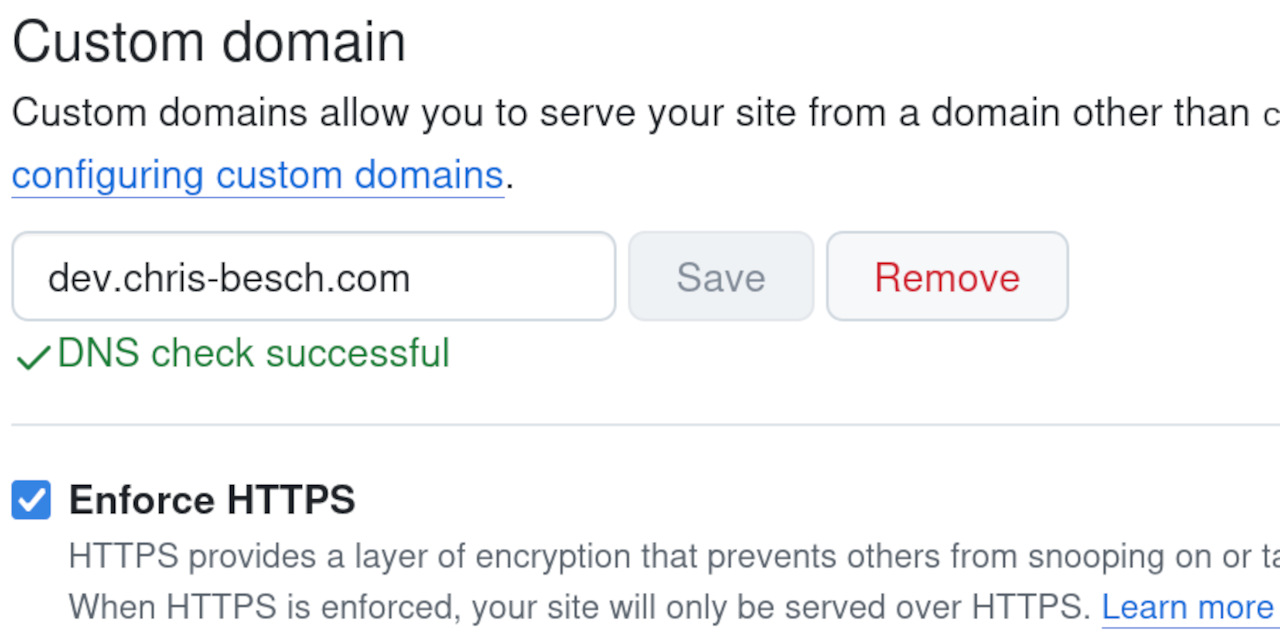 Custom domain
Custom domains allow you to serve your site from a domain other than
configuring custom domains.
dev.chris-besch.com Save Remove
DNS check successful
Enforce HTTPS
HTTPS provides a layer of encryption that prevents others from snooping on or
When HTTPS is enforced, your site will only be served over HTTPS. Learn more